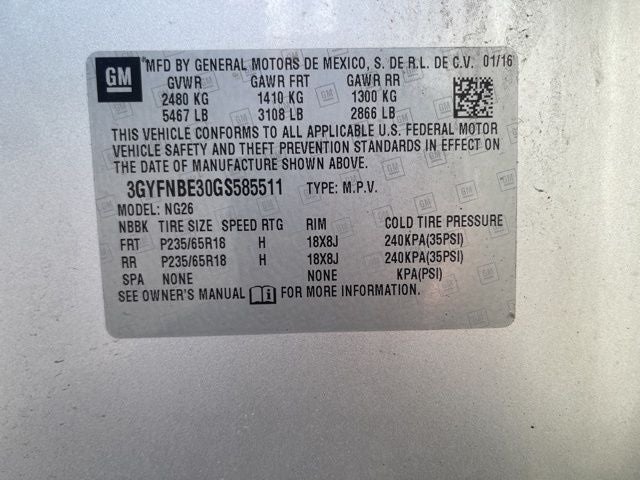 GM MFD BY GENERAL MOTORS DE MEXICO, S. DE R.L. DE C.V. 01/16
GVWR GAWR FRT GAWR RR
2480 KG 1410 KG 1300 KG
5467 LB 3108 LB 2866 LB
THIS VEHICLE CONFORMS TO ALL APPLICABLE U.S. FEDERAL MOTOR
VEHICLE SAFETY AND THEFT PREVENTION STANDARDS IN EFFECT ON
THE DATE OF MANUFACTURE SHOWN ABOVE.
3GYFNBE30GS585511 TYPE: M.P.V.
MODEL: NG26
NBBK TIRE SIZE SPEED RTG RIM COLD TIRE PRESSURE
FRT P235/65R18 H 18X8J 240KPA(35PSI)
RR P235/65R18 H 18X8J 240KPA(35PSI)
SPA NONE NONE KPA(PSI)
SEE OWNER'S MANUAL FOR MORE INFORMATION.